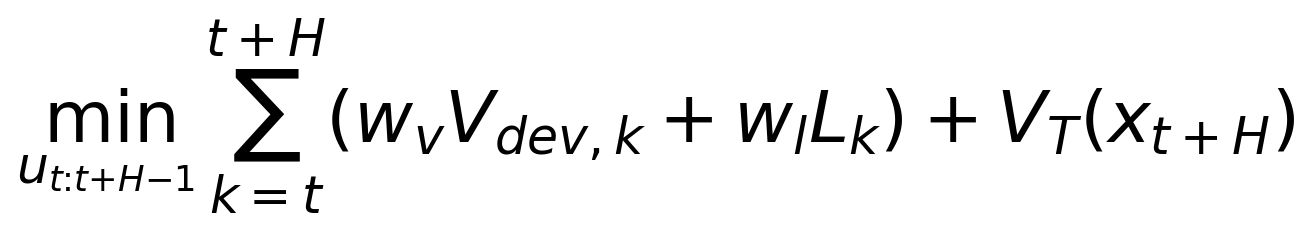 \min_{u_{t:t+H-1}} \sum_{k=t}^{t+H} (w_v V_{dev,k} + w_l L_k) + V_T(x_{t+H})